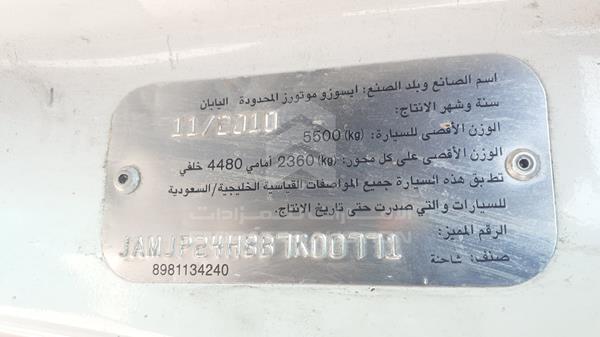 اسم الصانع وبلد الصنع: ايسوزو موتورز المحدودة اليابان
سنة وشهر الانتاج: 11/2010
الوزن الأقصى للسيارة: 5500 (kg)
الوزن الأقصى على كل محور: 2360 (kg) أمامي 4480 خلفي
تطابق هذه السيارة جميع المواصفات القياسية الخليجية/السعودية
للسيارات والتي صدرت حتى تاريخ الانتاج.
الرقم المميز:
صنف: شاحنة
8981134240